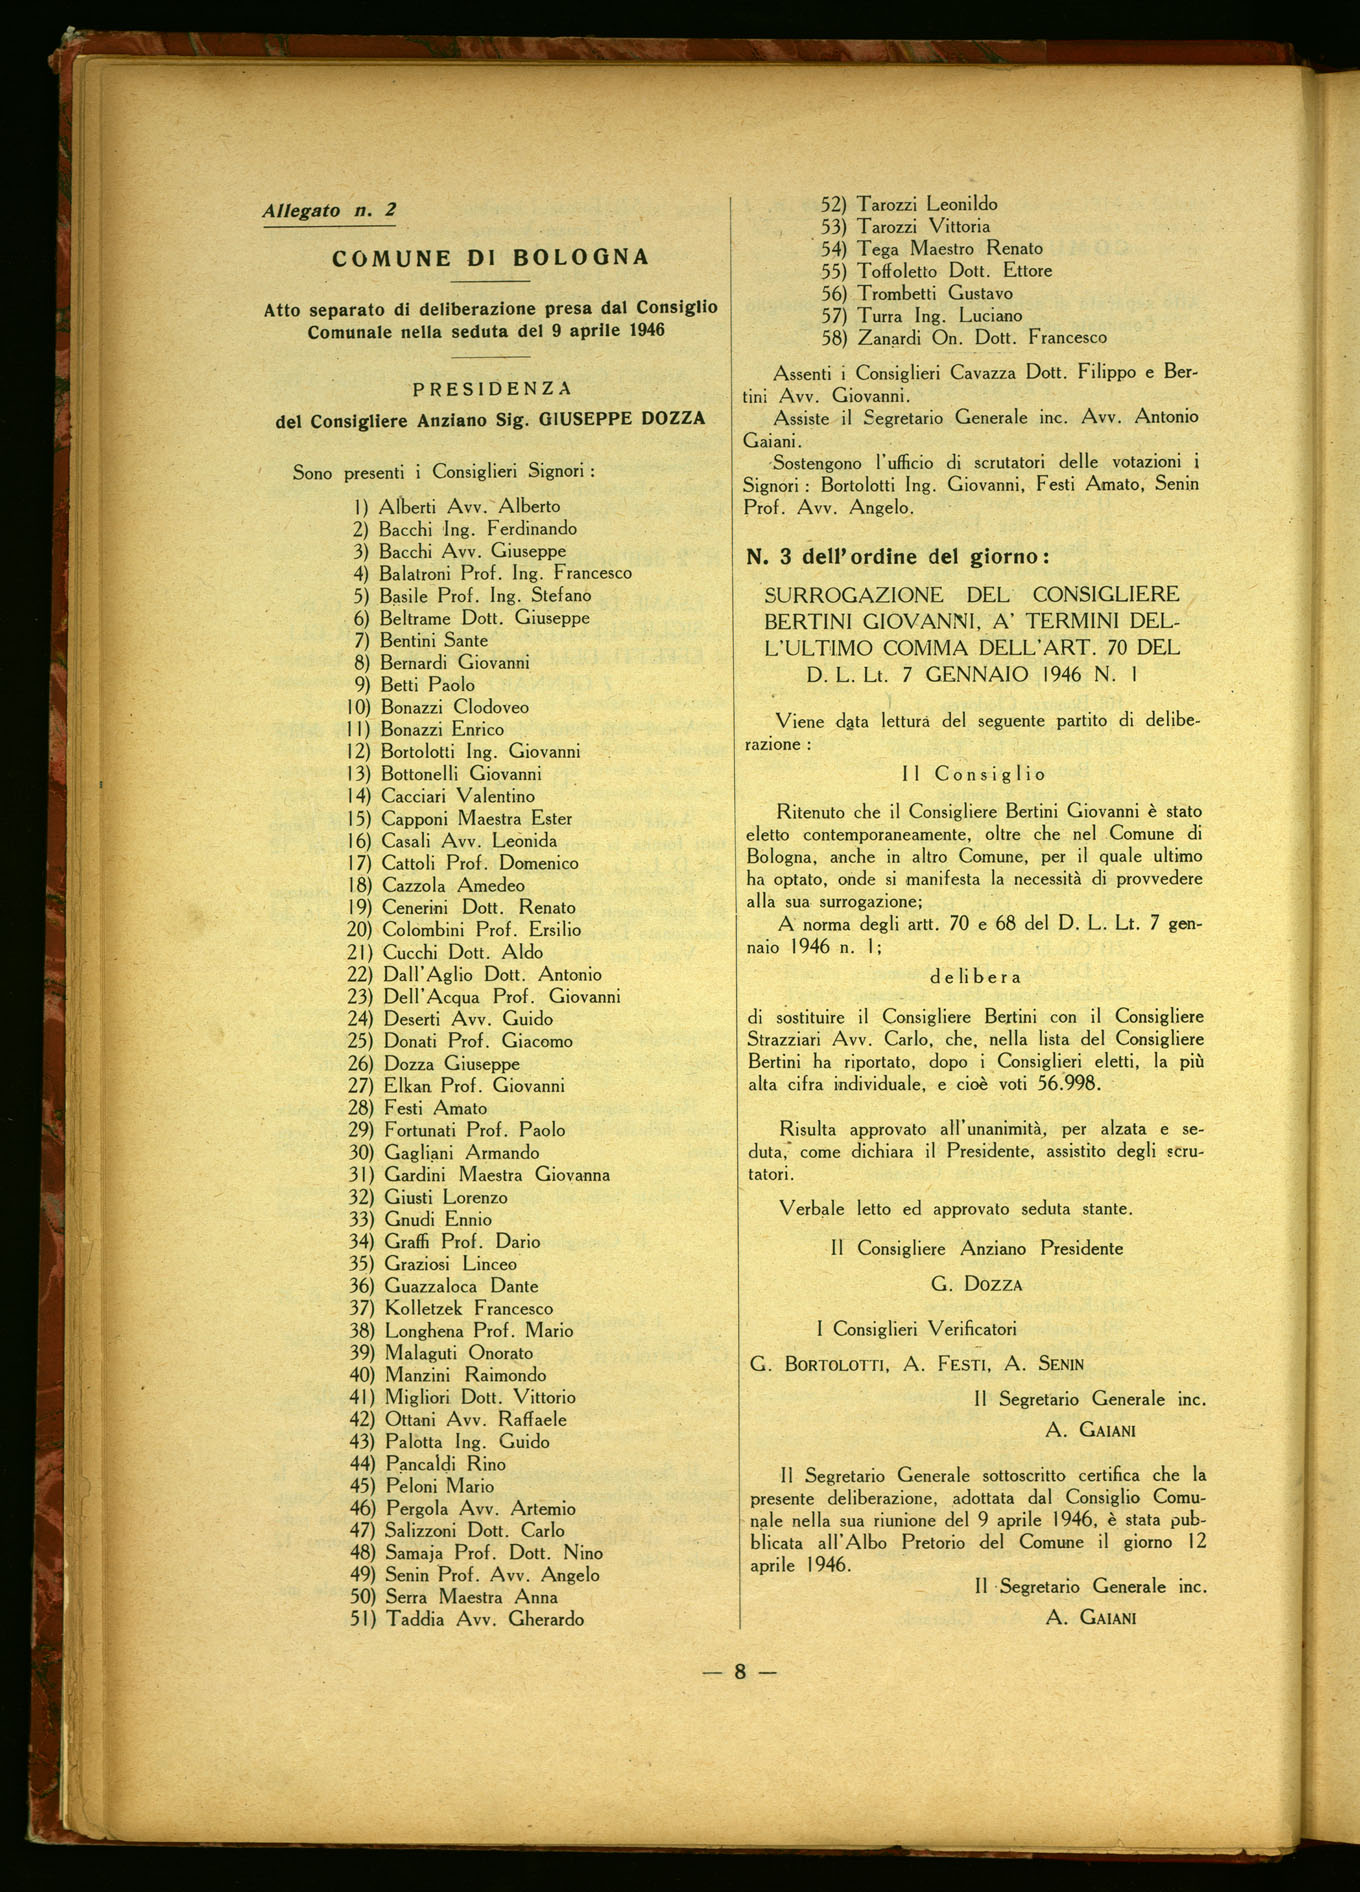 Allegato n. 2
COMUNE DI BOLOGNA
Atto separato di deliberazione presa dal Consiglio
Comunale nella seduta del 9 aprile 1946
PRESIDENZA
del Consigliere Anziano Sig. GIUSEPPE DOZZA
Sono presenti i Consiglieri Signori :
1) Alberti Avv. Alberto
2) Bacchi Ing. Ferdinando
3) Bacchi Avv. Giuseppe
4) Balatroni Prof. Ing. Francesco
5) Basile Prof. Ing. Stefano
6) Beltrame Dott. Giuseppe
7) Bentini Sante
8) Bernardi Giovanni
9) Betti Paolo
10) Bonazzi Clodoveo
11) Bonazzi Enrico
12) Bortolotti Ing. Giovanni
13) Bottonelli Giovanni
14) Cacciari Valentino
15) Capponi Maestra Ester
16) Casali Avv. Leonida
17) Cattoli Prof. Domenico
18) Cazzola Amedeo
19) Cenerini Dott. Renato
20) Colombini Prof. Ersilio
21) Cucchi Dott. Aldo
22) Dall'Aglio Dott. Antonio
23) Dell'Acqua Prof. Giovanni
24) Deserti Avv. Guido
25) Donati Prof. Giacomo
26) Dozza Giuseppe
27) Elkan Prof. Giovanni
28) Festi Amato
29) Fortunati Prof. Paolo
30) Gagliani Armando
31) Gardini Maestra Giovanna
32) Giusti Lorenzo
33) Gnudi Ennio
34) Graffi Prof. Dario
35) Graziosi Linceo
36) Guazzaloca Dante
37) Kolletzek Francesco
38) Longhena Prof. Mario
39) Malaguti Onorato
40) Manzini Raimondo
41) Migliori Dott. Vittorio
42) Ottani Avv. Raffaele
43) Palotta Ing. Guido
44) Pancaldi Rino
45) Peloni Mario
46) Pergola Avv. Artemio
47) Salizzoni Dott. Carlo
48) Samaja Prof. Dott. Nino
49) Senin Prof. Avv. Angelo
50) Serra Maestra Anna
51) Taddia Avv. Gherardo
52) Tarozzi Leonildo
53) Tarozzi Vittoria
54) Tega Maestro Renato
55) Toffoletto Dott. Ettore
56) Trombetti Gustavo
57) Turra Ing. Luciano
58) Zanardi On. Dott. Francesco
Assenti i Consiglieri Cavazza Dott. Filippo e Ber-
tini Avv. Giovanni.
Assiste il Segretario Generale inc. Avv. Antonio
Gaiani.
Sostengono l'ufficio di scrutatori delle votazioni i
Signori : Bortolotti Ing. Giovanni, Festi Amato, Senin
Prof. Avv. Angelo.
N. 3 dell'ordine del giorno :
SURROGAZIONE DEL CONSIGLIERE
BERTINI GIOVANNI, A' TERMINI DEL-
L'ULTIMO COMMA DELL'ART. 70 DEL
D. L. Lt. 7 GENNAIO 1946 N. 1
Viene data lettura del seguente partito di delibe-
razione :
Il Consiglio
Ritenuto che il Consigliere Bertini Giovanni è stato
eletto contemporaneamente, oltre che nel Comune di
Bologna, anche in altro Comune, per il quale ultimo
ha optato, onde si manifesta la necessità di provvedere
alla sua surrogazione;
A norma degli artt. 70 e 68 del D. L. Lt. 7 gen-
naio 1946 n. 1;
delibera
di sostituire il Consigliere Bertini con il Consigliere
Strazziari Avv. Carlo, che, nella lista del Consigliere
Bertini ha riportato, dopo i Consiglieri eletti, la più
alta cifra individuale, e cioè voti 56.998.
Risulta approvato all'unanimità, per alzata e se-
duta, come dichiara il Presidente, assistito degli scru-
tatori.
Verbale letto ed approvato seduta stante.
Il Consigliere Anziano Presidente
G. DOZZA
I Consiglieri Verificatori
G. BORTOLOTTI, A. FESTI, A. SENIN
Il Segretario Generale inc.
A. GAIANI
Il Segretario Generale sottoscritto certifica che la
presente deliberazione, adottata dal Consiglio Comu-
nale nella sua riunione del 9 aprile 1946, è stata pub-
blicata all'Albo Pretorio del Comune il giorno 12
aprile 1946.
Il Segretario Generale inc.
A. GAIANI
— 8 —